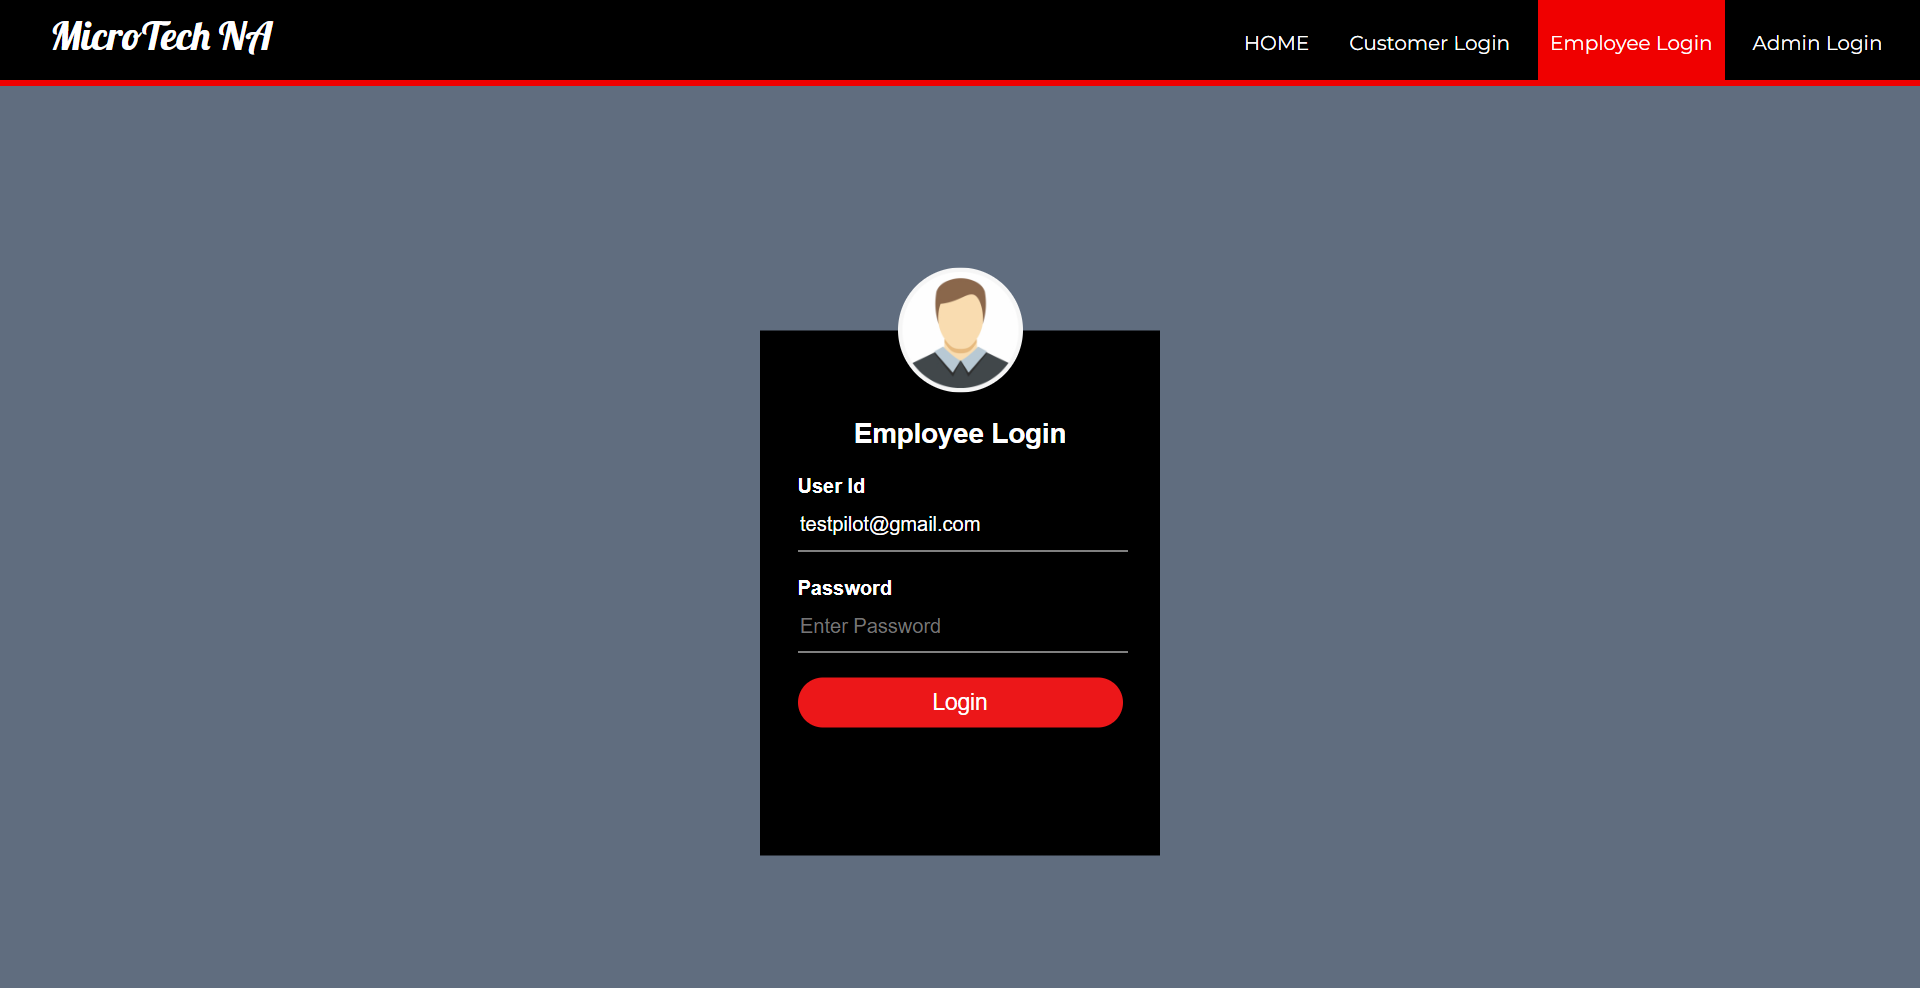 MicroTech NA
HOME Customer Login Employee Login Admin Login
Employee Login
User Id
testpilot@gmail.com
Password
Enter Password
Login